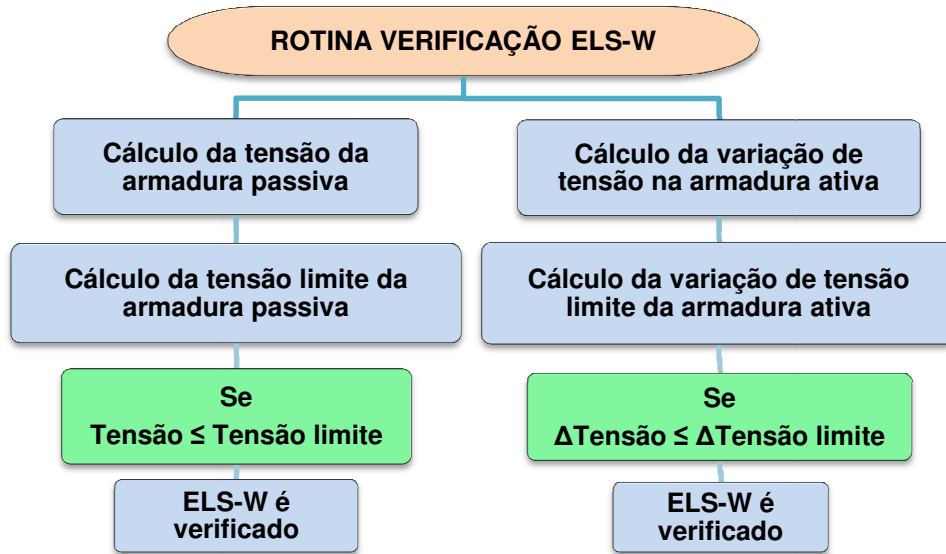 ROTINA VERIFICAÇÃO ELS-W
Cálculo da tensão da
armadura passiva
Cálculo da tensão limite da
armadura passiva
Se
Tensão ≤ Tensão limite
ELS-W é
verificado
Cálculo da variação de
tensão na armadura ativa
Cálculo da variação de tensão
limite da armadura ativa
Se
ΔTensão ≤ ΔTensão limite
ELS-W é
verificado